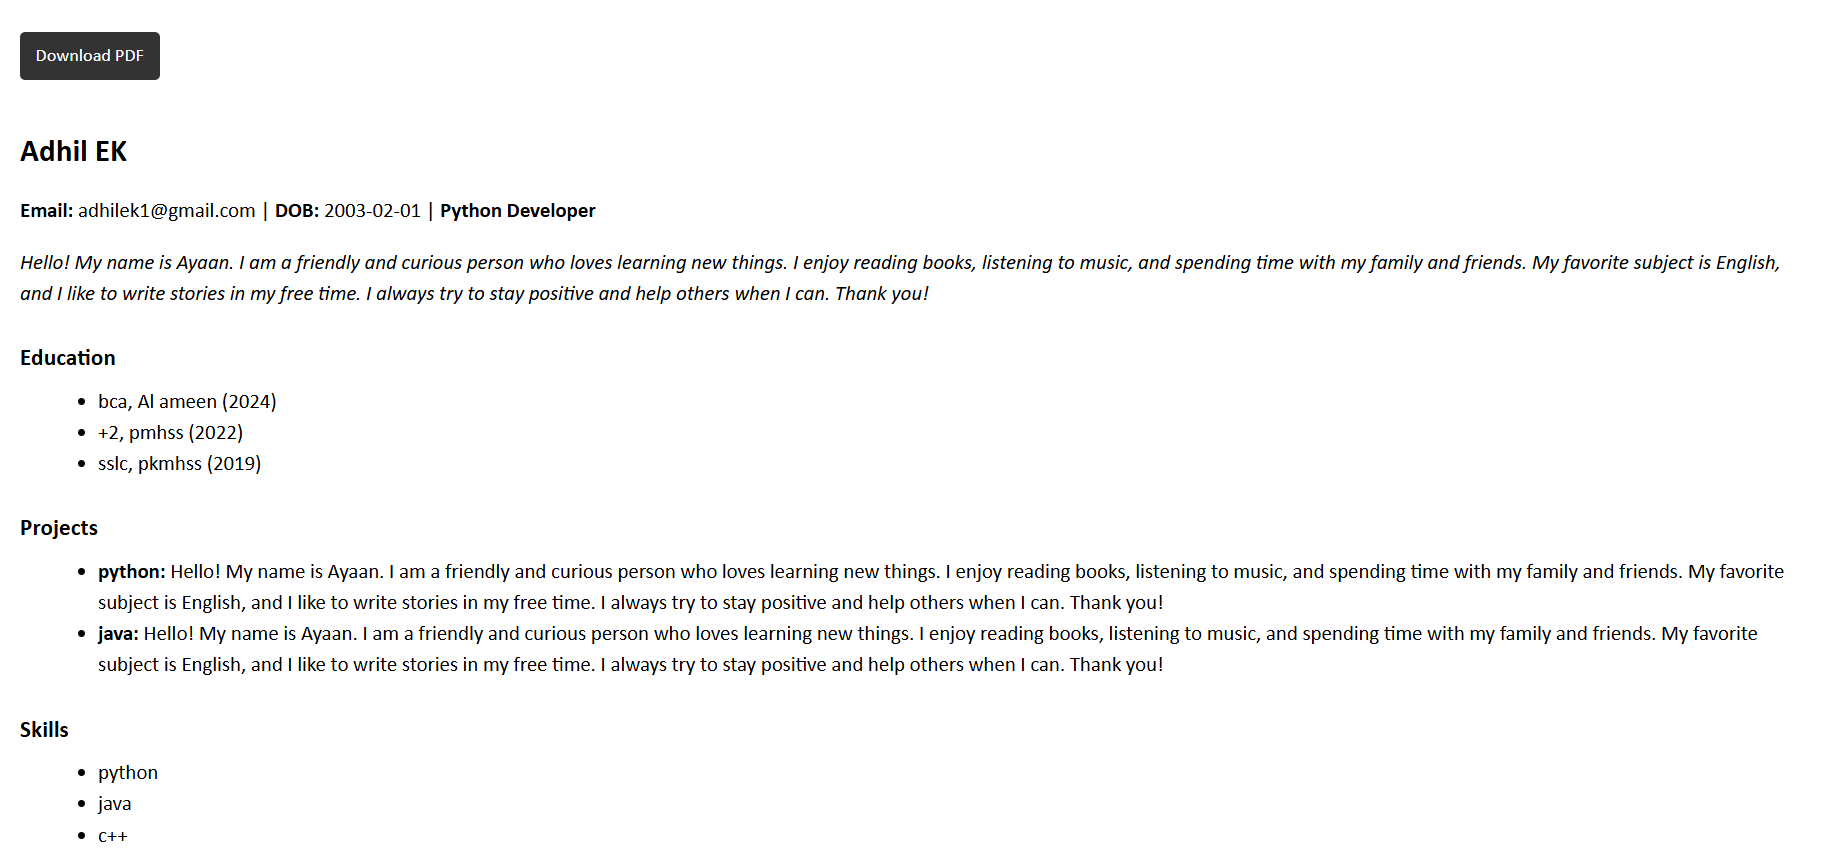 Download PDF
Adhil EK
Email: adhilek1@gmail.com | DOB: 2003-02-01 | Python Developer
Hello! My name is Ayaan. I am a friendly and curious person who loves learning new things. I enjoy reading books, listening to music, and spending time with my family and friends. My favorite subject is English,
and I like to write stories in my free time. I always try to stay positive and help others when I can. Thank you!
Education
• bca, Al ameen (2024)
• +2, pmhss (2022)
• sslc, pkmhss (2019)
Projects
• python: Hello! My name is Ayaan. I am a friendly and curious person who loves learning new things. I enjoy reading books, listening to music, and spending time with my family and friends. My favorite
subject is English, and I like to write stories in my free time. I always try to stay positive and help others when I can. Thank you!
• java: Hello! My name is Ayaan. I am a friendly and curious person who loves learning new things. I enjoy reading books, listening to music, and spending time with my family and friends. My favorite
subject is English, and I like to write stories in my free time. I always try to stay positive and help others when I can. Thank you!
Skills
• python
• java
• c++